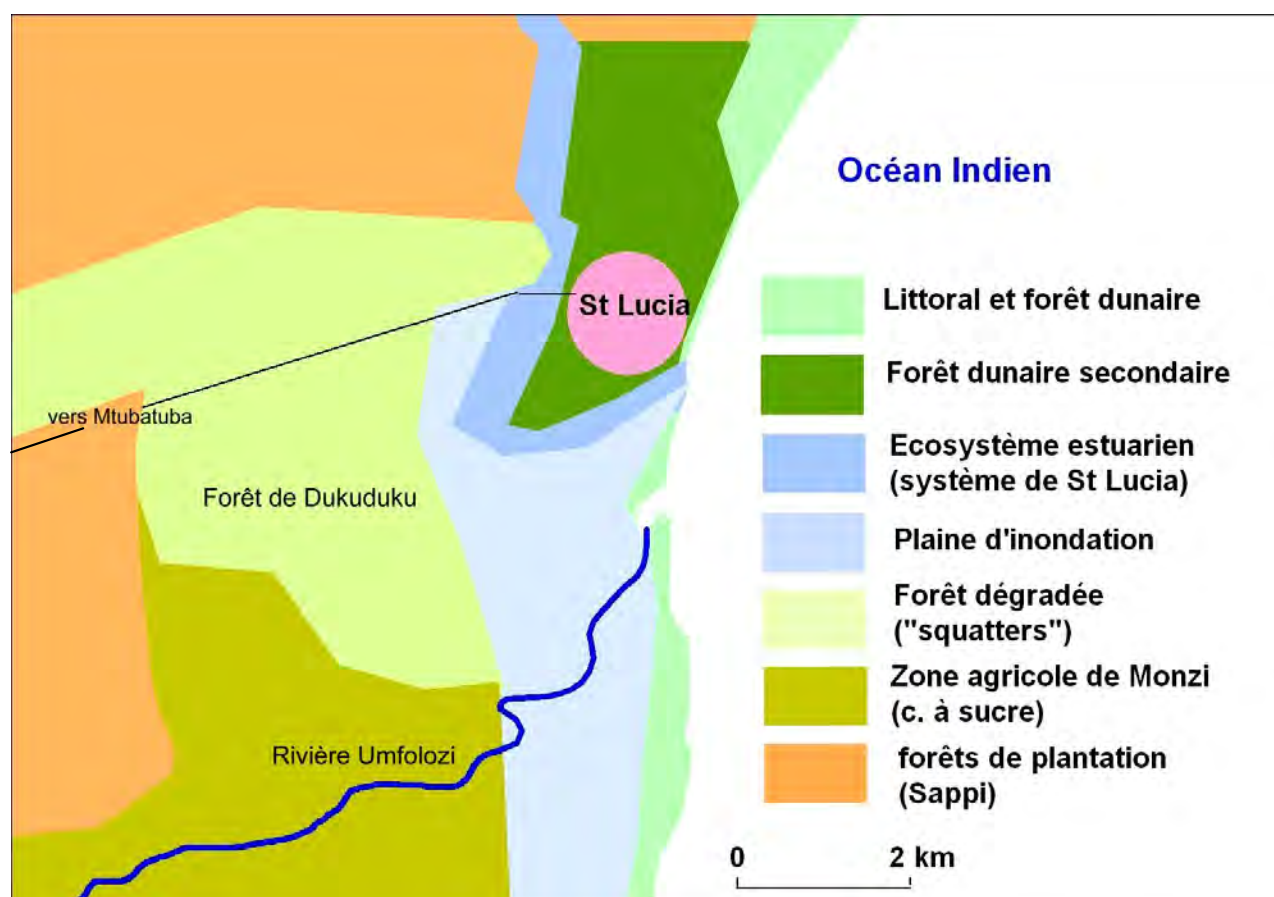 Océan Indien
St Lucia
vers Mtubatuba
Forêt de Dukuduku
Rivière Umfolozi
Littoral et forêt dunaire
Forêt dunaire secondaire
Ecosystème estuarien
(système de St Lucia)
Plaine d'inondation
Forêt dégradée
("squatters")
Zone agricole de Monzi
(c. à sucre)
forêts de plantation
(Sappi)
0 2 km